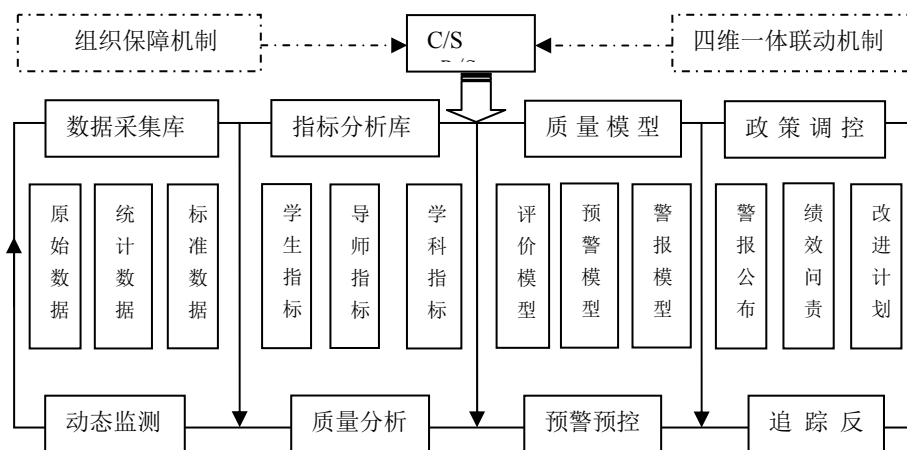 组织保障机制
C/S
四维一体联动机制
数据采集库
指标分析库
质量模型
政策调控
原始数据
统计数据
标准数据
学生指标
导师指标
学科指标
评价模型
预警模型
警报模型
警报公布
绩效问责
改进计划
动态监测
质量分析
预警预控
追踪反